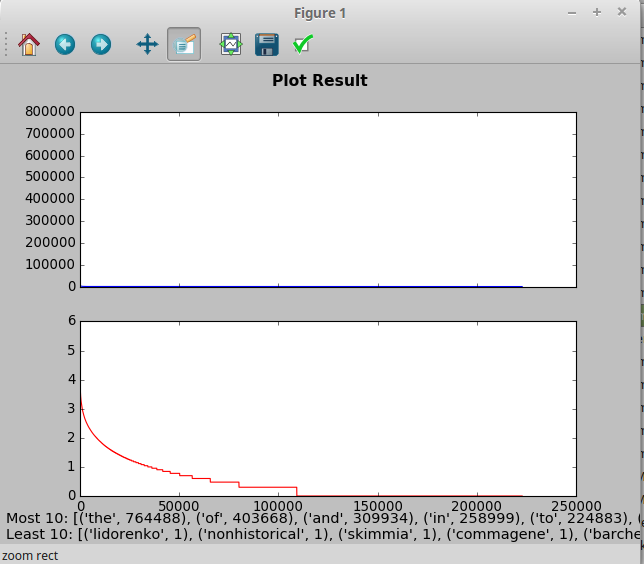 Figure 1
Plot Result
800000
700000
600000
500000
400000
300000
200000
100000
0
6
5
4
3
2
1
0
0 50000 100000 150000 200000 250000
Most 10: [('the', 764488), ('of', 403668), ('and', 309934), ('in', 258999), ('to', 224883), (
Least 10: [('lidorenko', 1), ('nonhistorical', 1), ('skimmia', 1), ('commagene', 1), ('barche
zoom rect